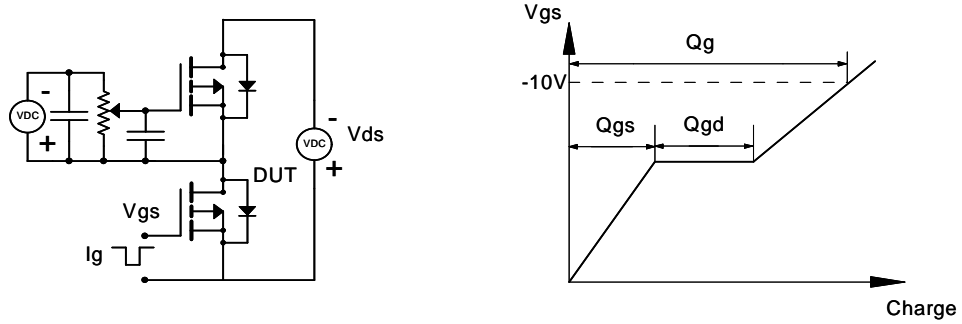 -
VDC
+
-
VDC
+
Vds
DUT
Vgs
Ig
Vgs
Qg
-10V
Qgs
Qgd
Charge